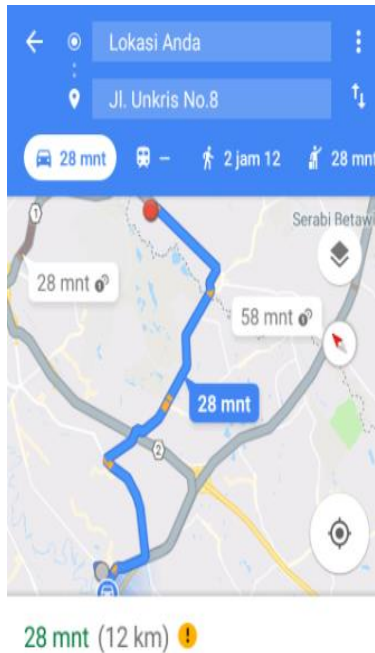 Lokasi Anda
Jl. Unkris No.8
28 mnt
–
2 jam 12
28 mnt
1
Serabi Betawi
28 mnt
58 mnt
28 mnt
2
28 mnt (12 km)